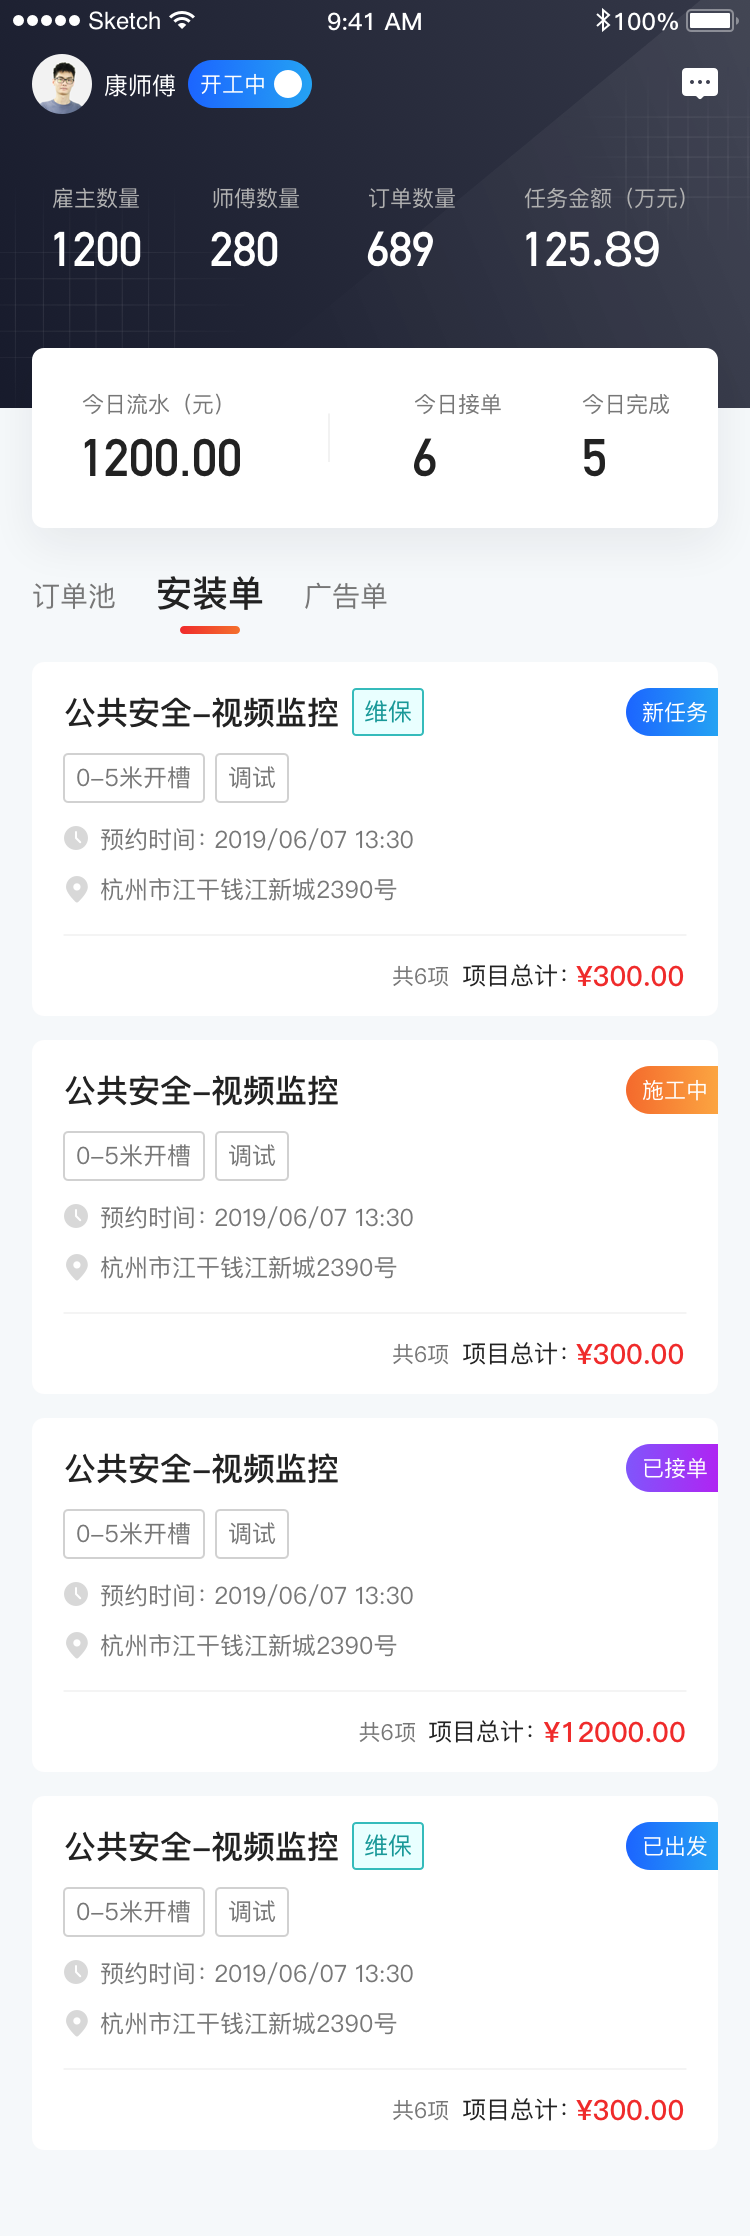 Sketch 9:41 AM 100%
康师傅 开工中
雇主数量 师傅数量 订单数量 任务金额（万元）
1200 280 689 125.89
今日流水（元） 今日接单 今日完成
1200.00 6 5
订单池 安装单 广告单
公共安全–视频监控 维保 新任务
0–5米开槽 调试
预约时间：2019/06/07 13:30
杭州市江干钱江新城2390号
共6项 项目总计：¥300.00
公共安全–视频监控 施工中
0–5米开槽 调试
预约时间：2019/06/07 13:30
杭州市江干钱江新城2390号
共6项 项目总计：¥300.00
公共安全–视频监控 已接单
0–5米开槽 调试
预约时间：2019/06/07 13:30
杭州市江干钱江新城2390号
共6项 项目总计：¥12000.00
公共安全–视频监控 维保 已出发
0–5米开槽 调试
预约时间：2019/06/07 13:30
杭州市江干钱江新城2390号
共6项 项目总计：¥300.00